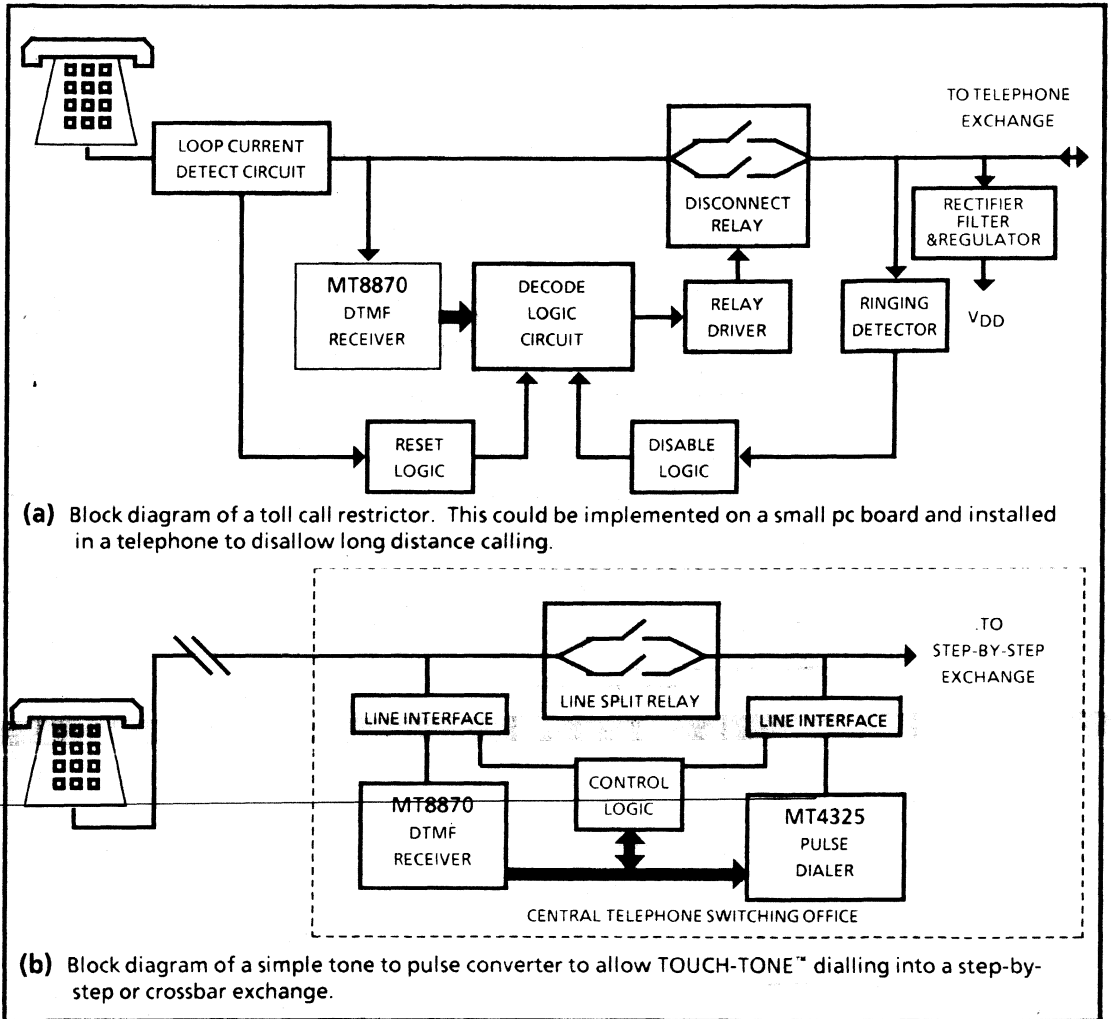 TO TELEPHONE
EXCHANGE
LOOP CURRENT
DETECT CIRCUIT
DISCONNECT
RELAY
RECTIFIER
FILTER
&REGULATOR
MT8870
DTMF
RECEIVER
DECODE
LOGIC
CIRCUIT
RELAY
DRIVER
RINGING
DETECTOR
VDD
RESET
LOGIC
DISABLE
LOGIC
(a) Block diagram of a toll call restrictor. This could be implemented on a small pc board and installed
in a telephone to disallow long distance calling.
.TO
STEP-BY-STEP
EXCHANGE
LINE SPLIT RELAY
LINE INTERFACE
LINE INTERFACE
CONTROL
LOGIC
MT8870
DTMF
RECEIVER
MT4325
PULSE
DIALER
CENTRAL TELEPHONE SWITCHING OFFICE
(b) Block diagram of a simple tone to pulse converter to allow TOUCH-TONE™ dialling into a step-by-
step or crossbar exchange.